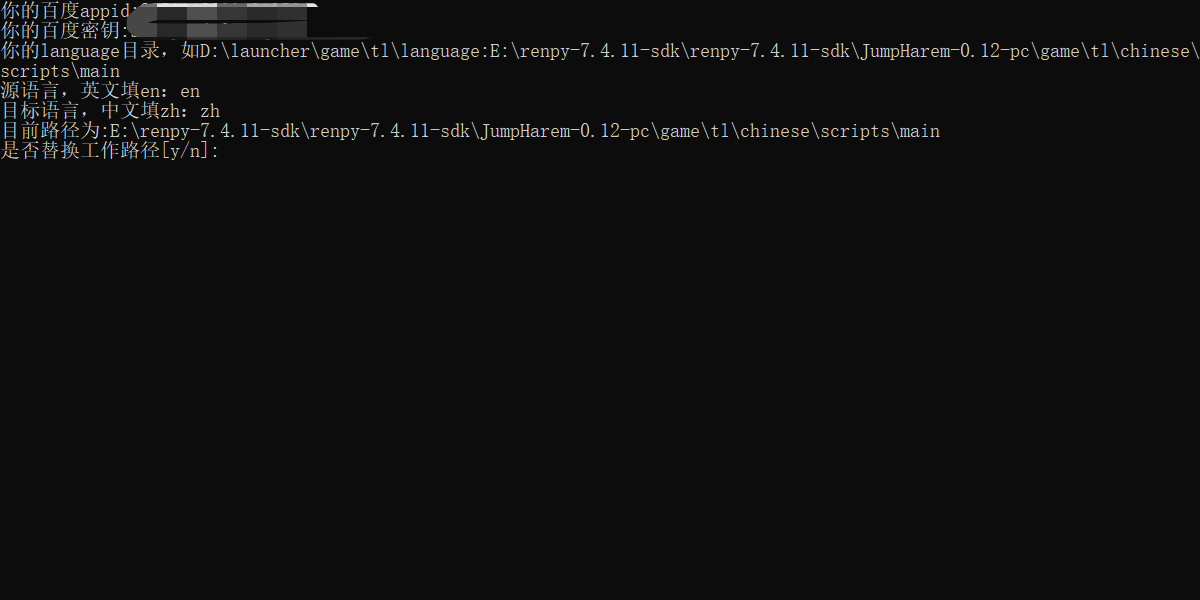 你的百度appid:
你的百度密钥:
你的language目录，如D:\launcher\game\tl\language:E:\renpy-7.4.11-sdk\renpy-7.4.11-sdk\JumpHarem-0.12-pc\game\tl\chinese\
scripts\main
源语言，英文填en：en
目标语言，中文填zh：zh
目前路径为:E:\renpy-7.4.11-sdk\renpy-7.4.11-sdk\JumpHarem-0.12-pc\game\tl\chinese\scripts\main
是否替换工作路径[y/n]: